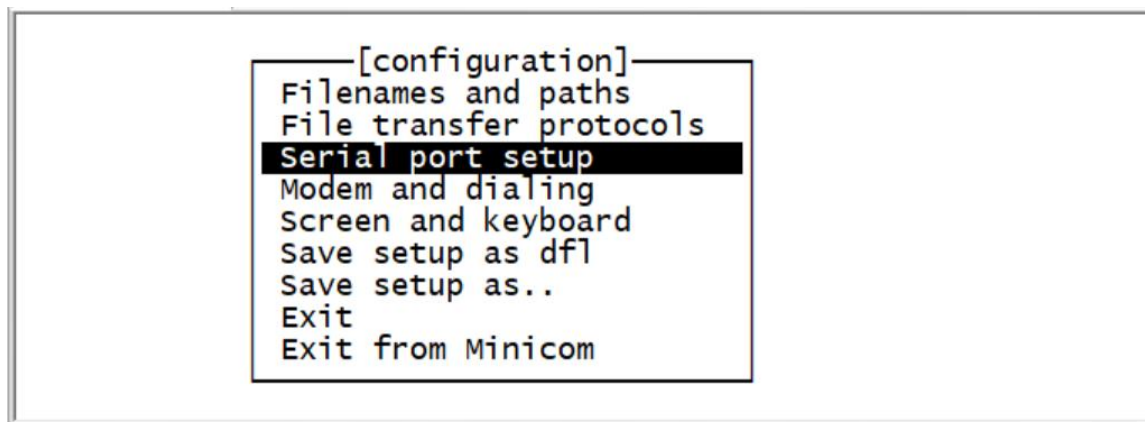 [configuration]
Filenames and paths
File transfer protocols
Serial port setup
Modem and dialing
Screen and keyboard
Save setup as dfl
Save setup as..
Exit
Exit from Minicom